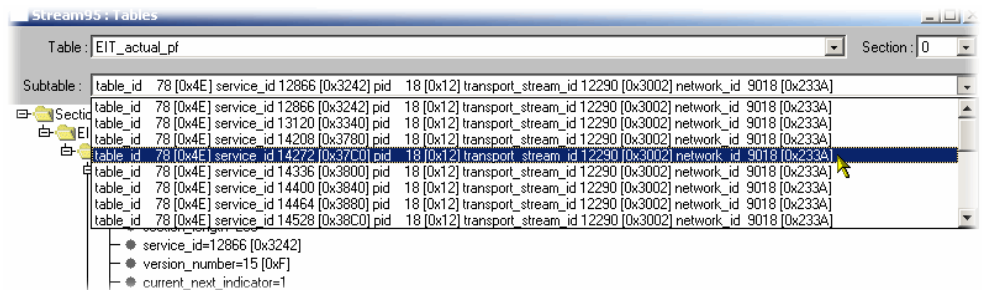 Stream95 : Tables
Table : EIT_actual_pf Section : 0
Subtable : table_id 78 [0x4E] service_id 12866 [0x3242] pid 18 [0x12] transport_stream_id 12290 [0x3002] network_id 9018 [0x233A]
table_id 78 [0x4E] service_id 12866 [0x3242] pid 18 [0x12] transport_stream_id 12290 [0x3002] network_id 9018 [0x233A]
table_id 78 [0x4E] service_id 13120 [0x3340] pid 18 [0x12] transport_stream_id 12290 [0x3002] network_id 9018 [0x233A]
table_id 78 [0x4E] service_id 14208 [0x3780] pid 18 [0x12] transport_stream_id 12290 [0x3002] network_id 9018 [0x233A]
table_id 78 [0x4E] service_id 14272 [0x37C0] pid 18 [0x12] transport_stream_id 12290 [0x3002] network_id 9018 [0x233A]
table_id 78 [0x4E] service_id 14336 [0x3800] pid 18 [0x12] transport_stream_id 12290 [0x3002] network_id 9018 [0x233A]
table_id 78 [0x4E] service_id 14400 [0x3840] pid 18 [0x12] transport_stream_id 12290 [0x3002] network_id 9018 [0x233A]
table_id 78 [0x4E] service_id 14464 [0x3880] pid 18 [0x12] transport_stream_id 12290 [0x3002] network_id 9018 [0x233A]
table_id 78 [0x4E] service_id 14528 [0x38C0] pid 18 [0x12] transport_stream_id 12290 [0x3002] network_id 9018 [0x233A]
Sectio
EI
service_id=12866 [0x3242]
version_number=15 [0xF]
current_next_indicator=1